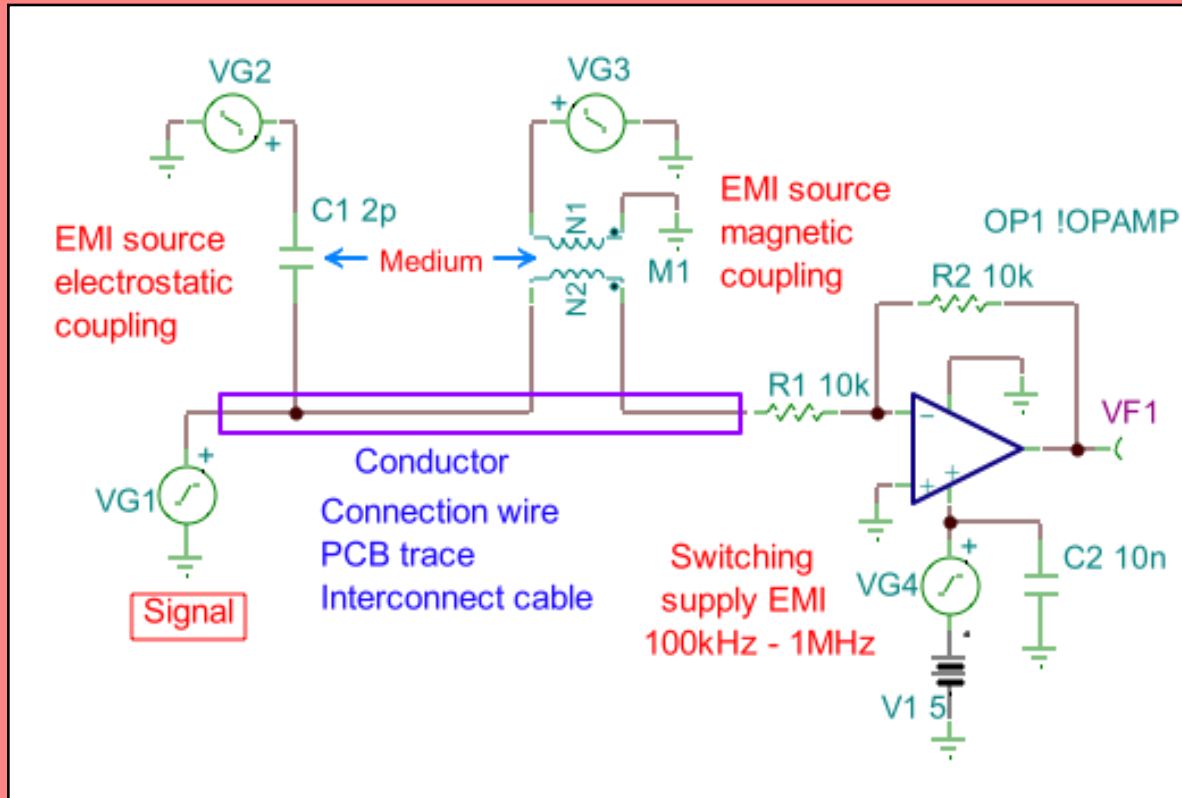 VG2
VG3
+
+
C1 2p
N1
EMI source
magnetic
coupling
OP1 !OPAMP
EMI source
electrostatic
coupling
Medium
N2
M1
R2 10k
R1 10k
VF1
+
VG1
Conductor
Connection wire
PCB trace
Interconnect cable
Signal
−
+
+
Switching
supply EMI
100kHz - 1MHz
+
VG4
C2 10n
V1 5